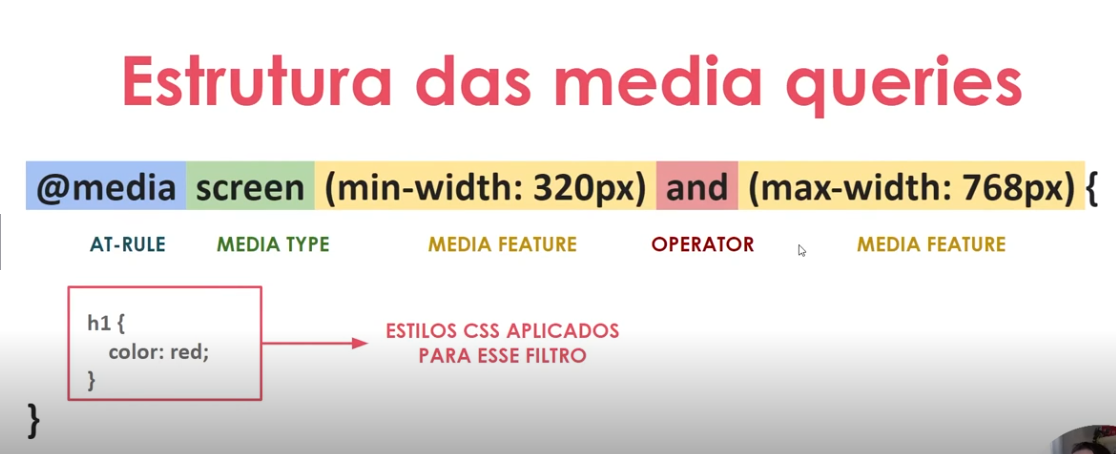 Estrutura das media queries
@media screen (min-width: 320px) and (max-width: 768px) {
AT-RULE MEDIA TYPE MEDIA FEATURE OPERATOR MEDIA FEATURE
h1 {
color: red;
}
ESTILOS CSS APLICADOS
PARA ESSE FILTRO
}